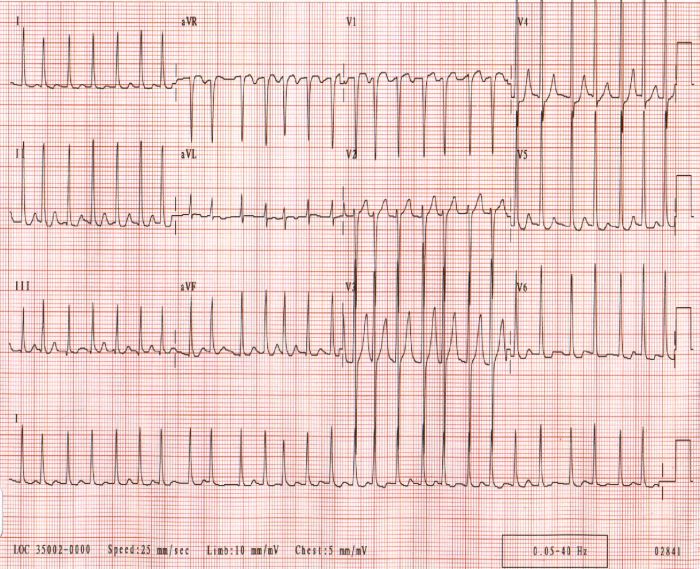 I aVR V1 V4
II aVL V2 V5
III aVF V3 V6
I
LOC 35002-0000 Speed:25 mm/sec Limb:10 mm/mV Chest:5 mm/mV 0.05-40 Hz 02841